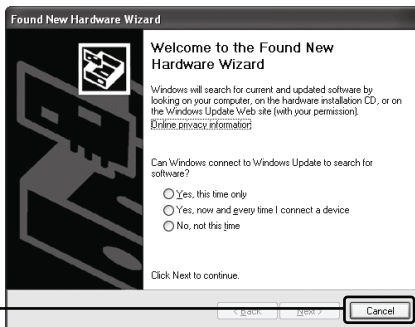 Found New Hardware Wizard
Welcome to the Found New
Hardware Wizard
Windows will search for current and updated software by
looking on your computer, on the hardware installation CD, or on
the Windows Update Web site (with your permission).
Online privacy information
Can Windows connect to Windows Update to search for
software?
Yes, this time only
Yes, now and every time I connect a device
No, not this time
Click Next to continue.
< Back
Next >
Cancel